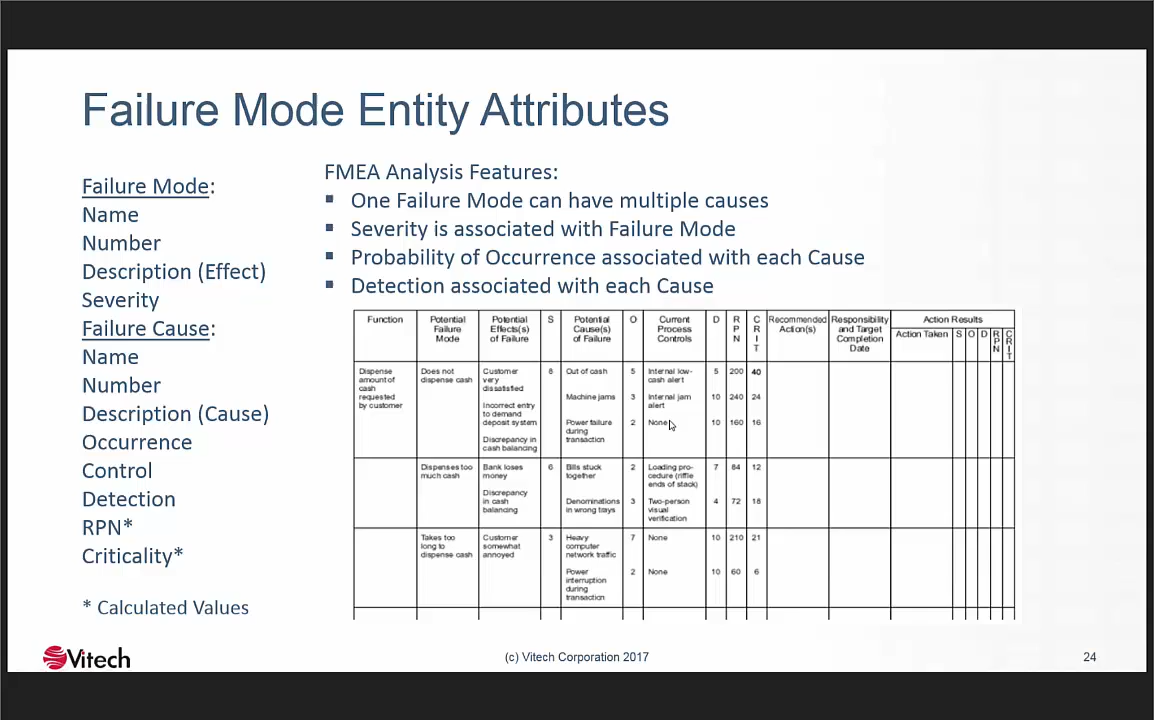 Failure Mode Entity Attributes
Failure Mode:
Name
Number
Description (Effect)
Severity
Failure Cause:
Name
Number
Description (Cause)
Occurrence
Control
Detection
RPN*
Criticality*
* Calculated Values
FMEA Analysis Features:
▪ One Failure Mode can have multiple causes
▪ Severity is associated with Failure Mode
▪ Probability of Occurrence associated with each Cause
▪ Detection associated with each Cause
Function
Potential
Failure
Mode
Potential
Effects(s)
of Failure
S
Potential
Cause(s)
of Failure
O
Current
Process
Controls
D
R
P
N
C
R
I
T
Recommended
Action(s)
Responsibility
and Target
Completion
Date
Action Results
Action Taken
S
O
D
R
P
N
C
R
I
T
Dispense
amount of
cash
requested
by customer
Does not
dispense cash
Customer
very
dissatisfied
Incorrect entry
to demand
deposit system
Discrepancy in
cash balancing
8
Out of cash
5
Internal low-
cash alert
5
200
40
Machine jams
3
Internal jam
alert
10
240
24
Power failure
during
transaction
2
None
10
160
16
Dispenses too
much cash
Bank loses
money
Discrepancy
in cash
balancing
6
Bills stuck
together
2
Loading pro-
cedure (riffle
ends of stack)
7
84
12
Denominations
in wrong trays
3
Two-person
visual
verification
4
72
18
Takes too
long to
dispense cash
Customer
somewhat
annoyed
3
Heavy
computer
network traffic
7
None
10
210
21
Power
interruption
during
transaction
2
None
10
60
6
Vitech
(c) Vitech Corporation 2017
24